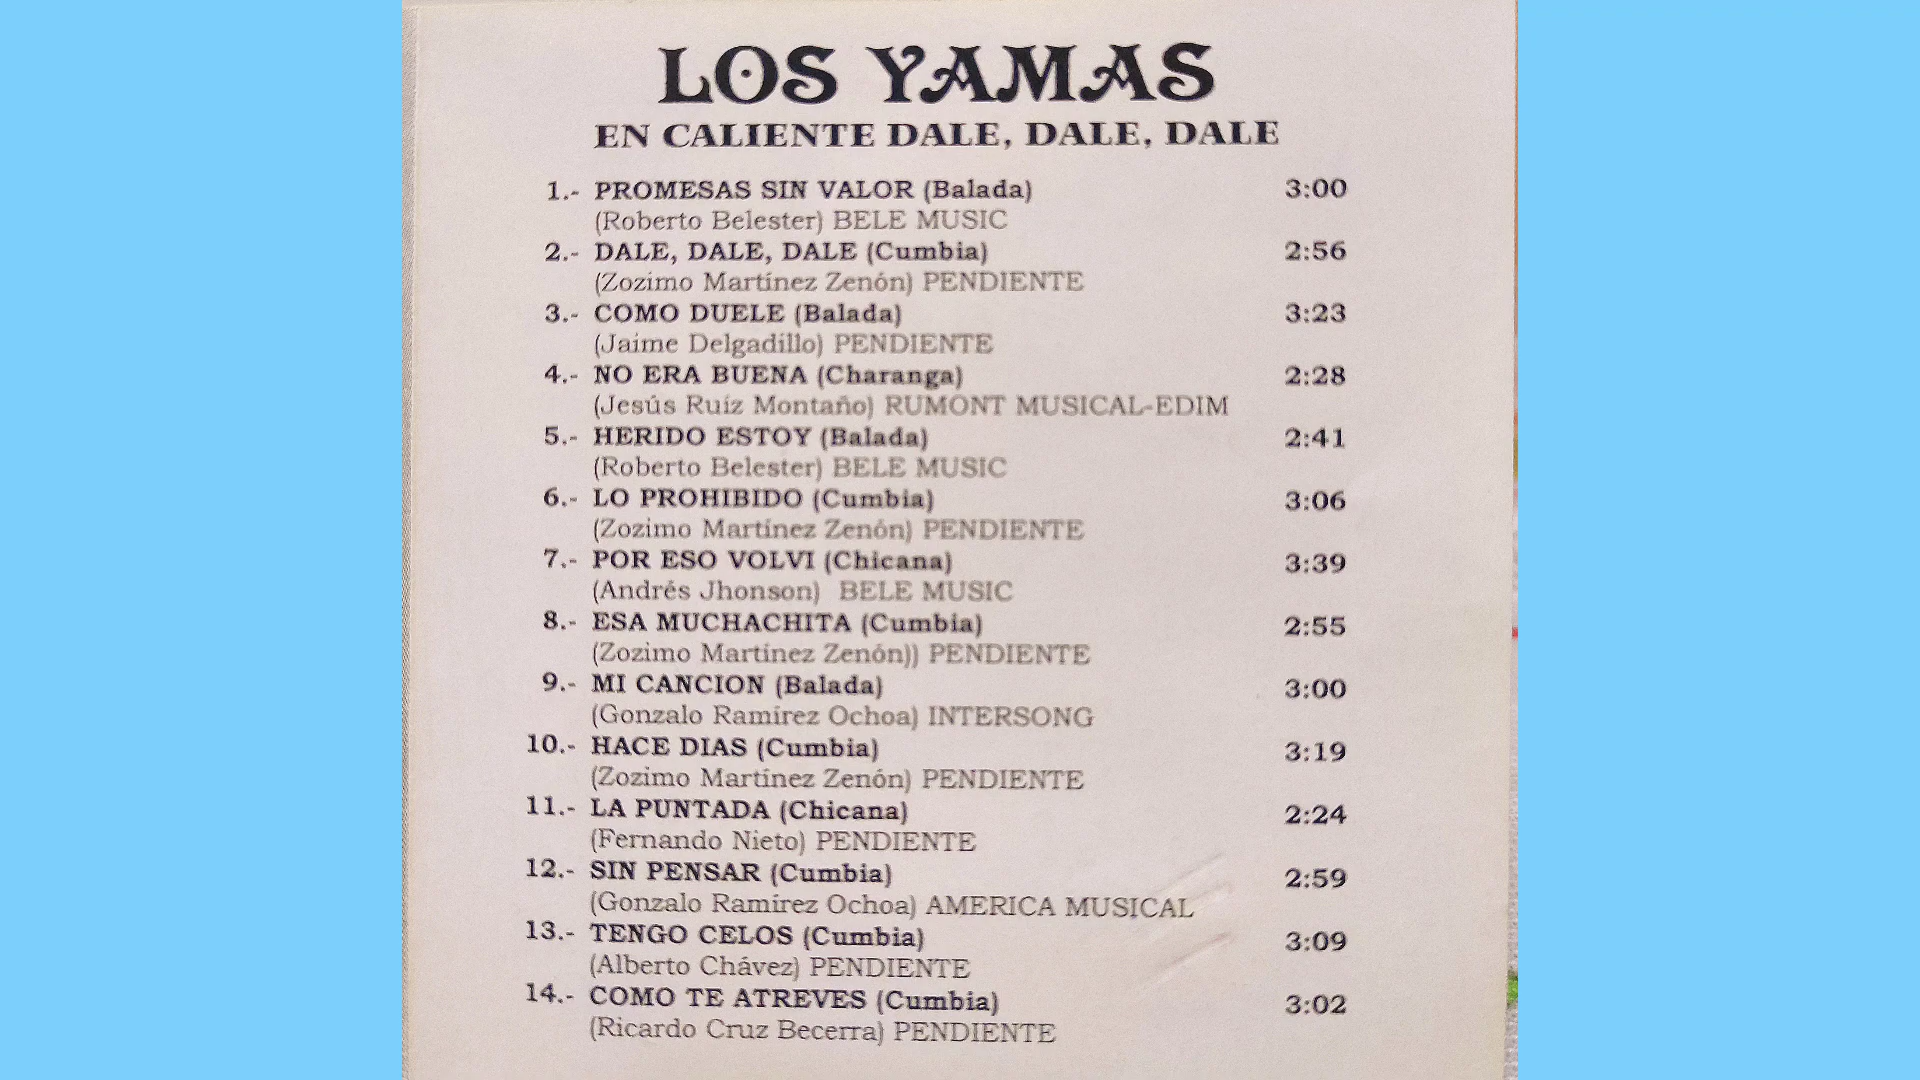 LOS YAMAS
EN CALIENTE DALE, DALE, DALE
1.- PROMESAS SIN VALOR (Balada) 3:00
(Roberto Belester) BELE MUSIC
2.- DALE, DALE, DALE (Cumbia) 2:56
(Zozimo Martínez Zenón) PENDIENTE
3.- COMO DUELE (Balada) 3:23
(Jaime Delgadillo) PENDIENTE
4.- NO ERA BUENA (Charanga) 2:28
(Jesús Ruíz Montaño) RUMONT MUSICAL-EDIM
5.- HERIDO ESTOY (Balada) 2:41
(Roberto Belester) BELE MUSIC
6.- LO PROHIBIDO (Cumbia) 3:06
(Zozimo Martínez Zenón) PENDIENTE
7.- POR ESO VOLVI (Chicana) 3:39
(Andrés Jhonson) BELE MUSIC
8.- ESA MUCHACHITA (Cumbia) 2:55
(Zozimo Martínez Zenón)) PENDIENTE
9.- MI CANCION (Balada) 3:00
(Gonzalo Ramírez Ochoa) INTERSONG
10.- HACE DIAS (Cumbia) 3:19
(Zozimo Martínez Zenón) PENDIENTE
11.- LA PUNTADA (Chicana) 2:24
(Fernando Nieto) PENDIENTE
12.- SIN PENSAR (Cumbia) 2:59
(Gonzalo Ramírez Ochoa) AMERICA MUSICAL
13.- TENGO CELOS (Cumbia) 3:09
(Alberto Chávez) PENDIENTE
14.- COMO TE ATREVES (Cumbia) 3:02
(Ricardo Cruz Becerra) PENDIENTE